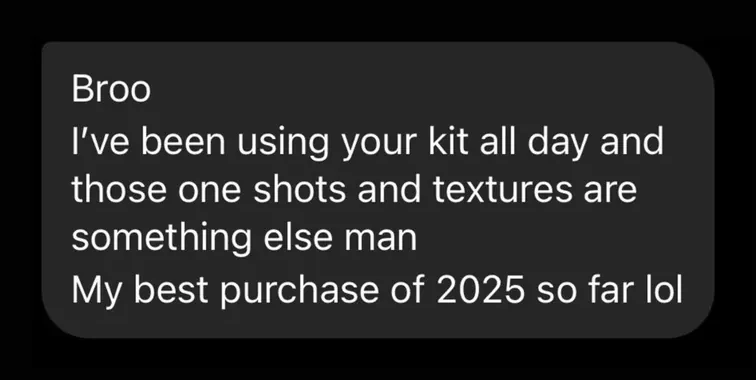 Broo
I’ve been using your kit all day and
those one shots and textures are
something else man
My best purchase of 2025 so far lol